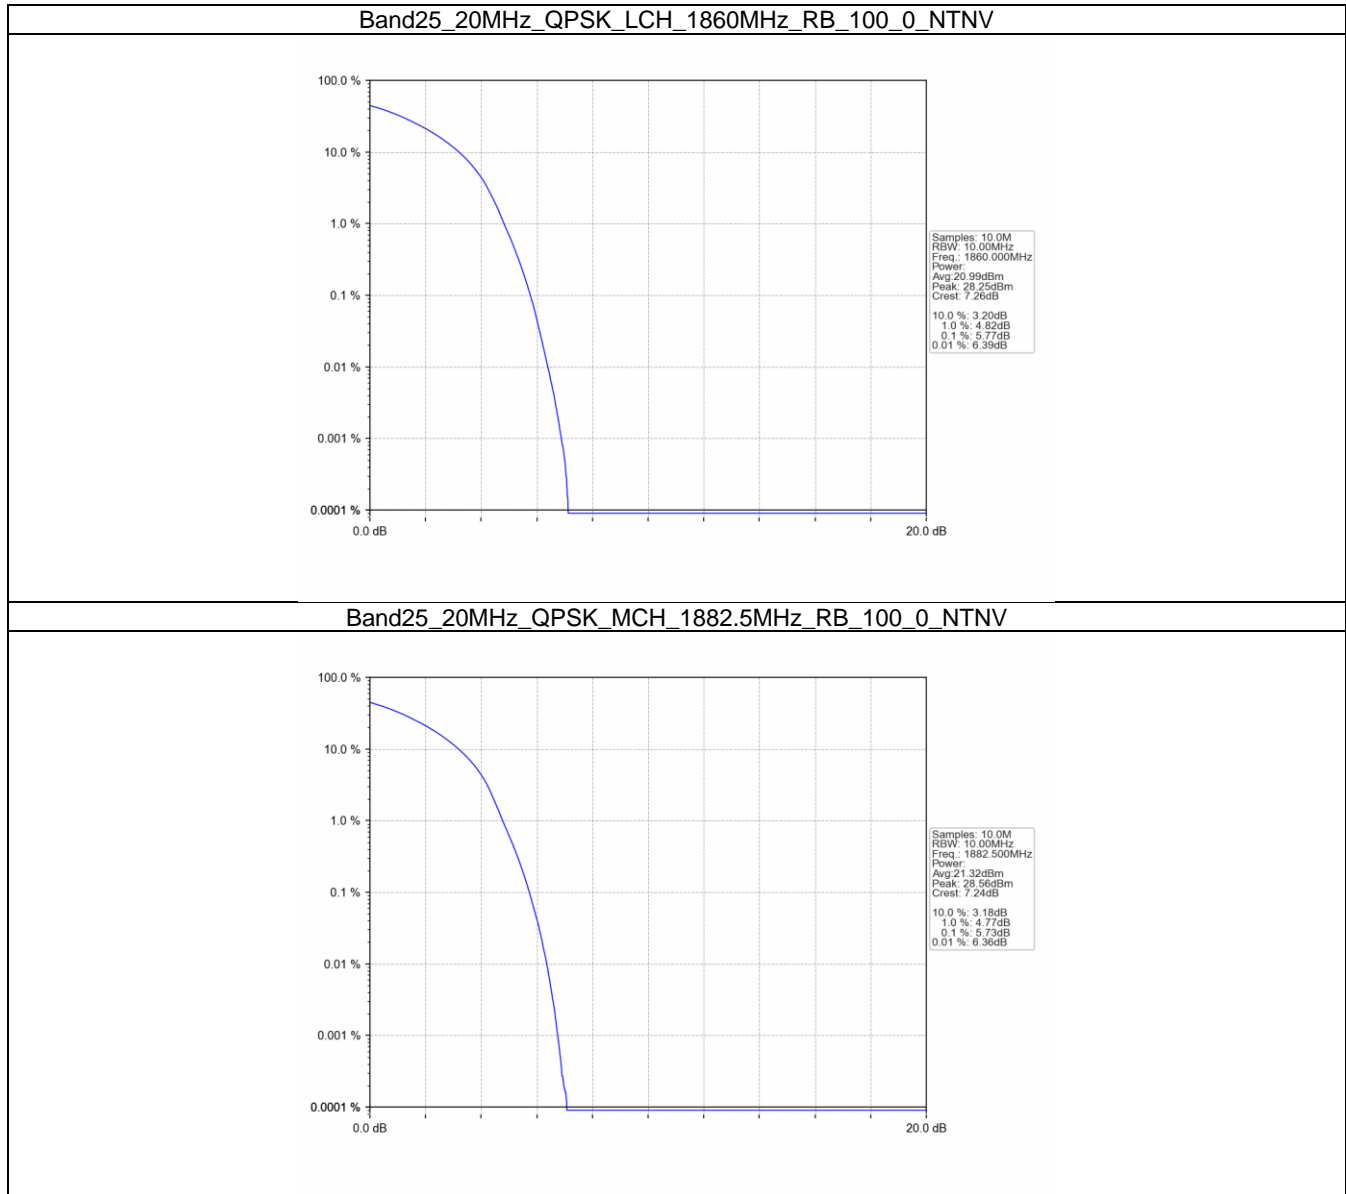 Band25_20MHz_QPSK_LCH_1860MHz_RB_100_0_NTNV
100.0 %
10.0 %
1.0 %
0.1 %
0.01 %
0.001 %
0.0001 %
0.0 dB
20.0 dB
Samples: 10.0M
RBW: 10.00MHz
Freq.: 1860.000MHz
Power:
Avg:20.99dBm
Peak: 28.25dBm
Crest: 7.26dB
10.0 %: 3.20dB
1.0 %: 4.82dB
0.1 %: 5.77dB
0.01 %: 6.39dB
Band25_20MHz_QPSK_MCH_1882.5MHz_RB_100_0_NTNV
100.0 %
10.0 %
1.0 %
0.1 %
0.01 %
0.001 %
0.0001 %
0.0 dB
20.0 dB
Samples: 10.0M
RBW: 10.00MHz
Freq.: 1882.500MHz
Power:
Avg:21.32dBm
Peak: 28.56dBm
Crest: 7.24dB
10.0 %: 3.18dB
1.0 %: 4.77dB
0.1 %: 5.73dB
0.01 %: 6.36dB